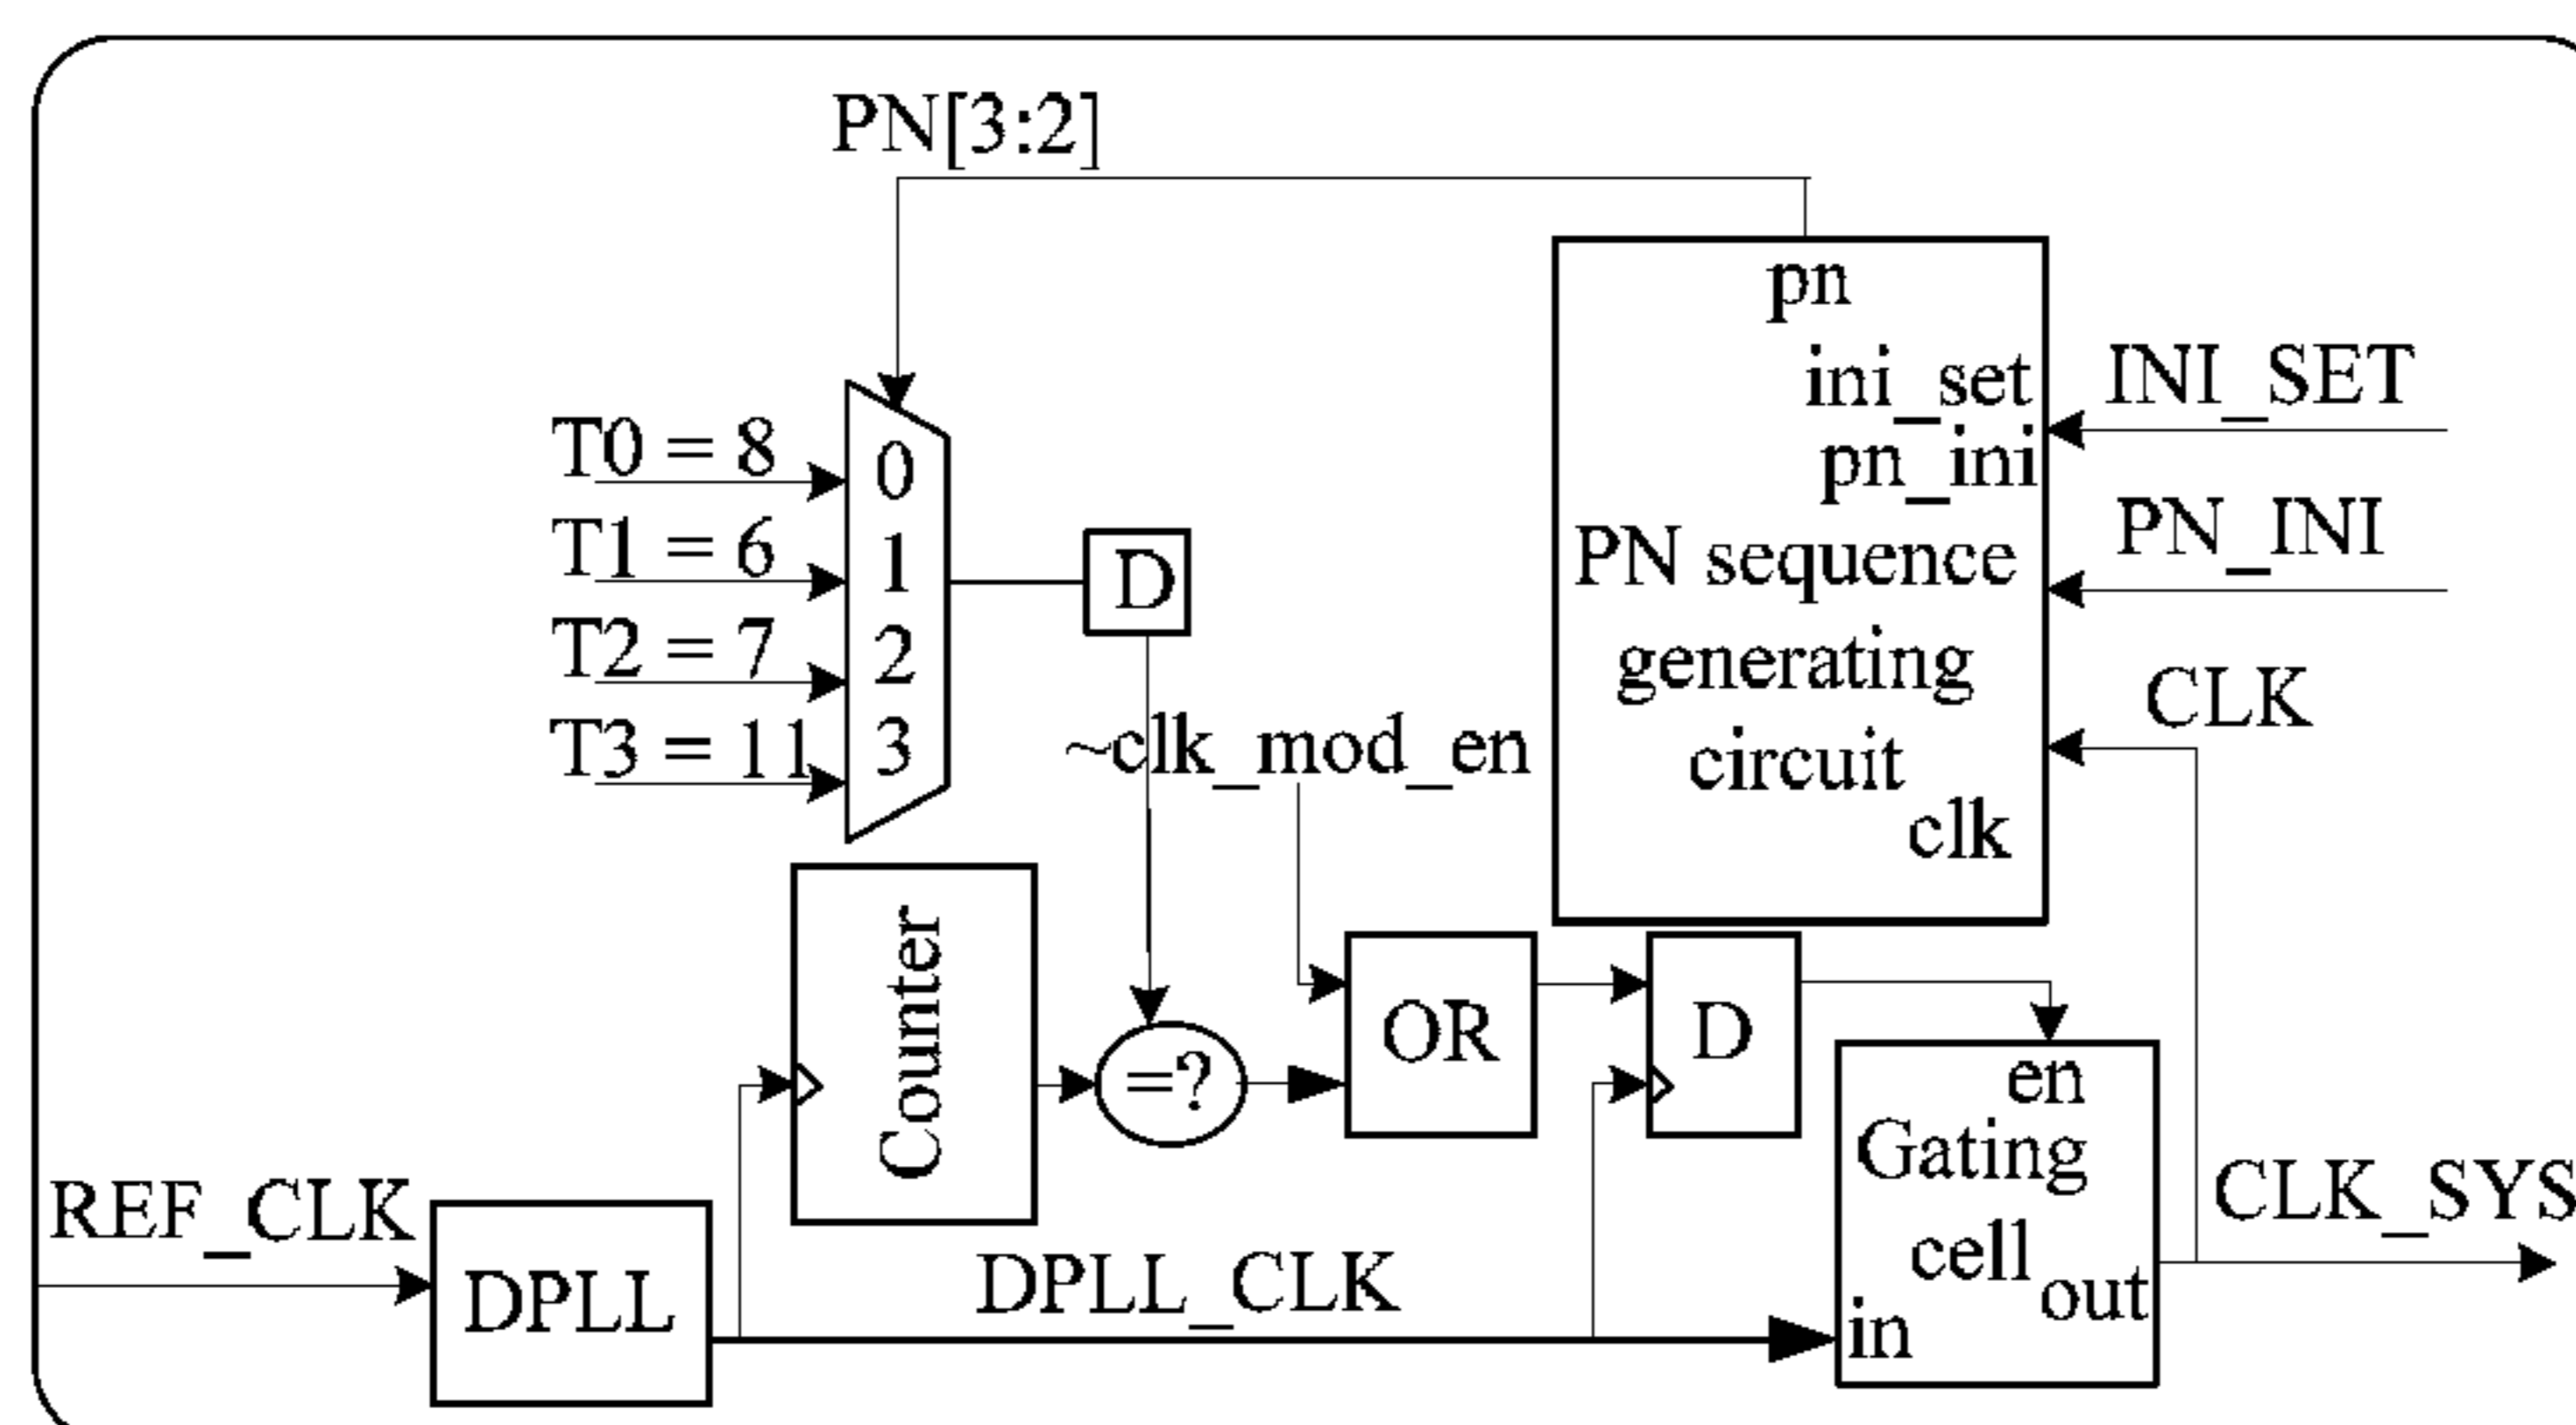 PN[3:2]
pn
ini_set
pn_ini
PN sequence
generating
circuit
clk
INI_SET
PN_INI
CLK
T0 = 8
T1 = 6
T2 = 7
T3 = 11
0
1
2
3
D
~clk_mod_en
Counter
=?
OR
D
en
Gating
cell
out
in
REF_CLK
DPLL
DPLL_CLK
CLK_SYS